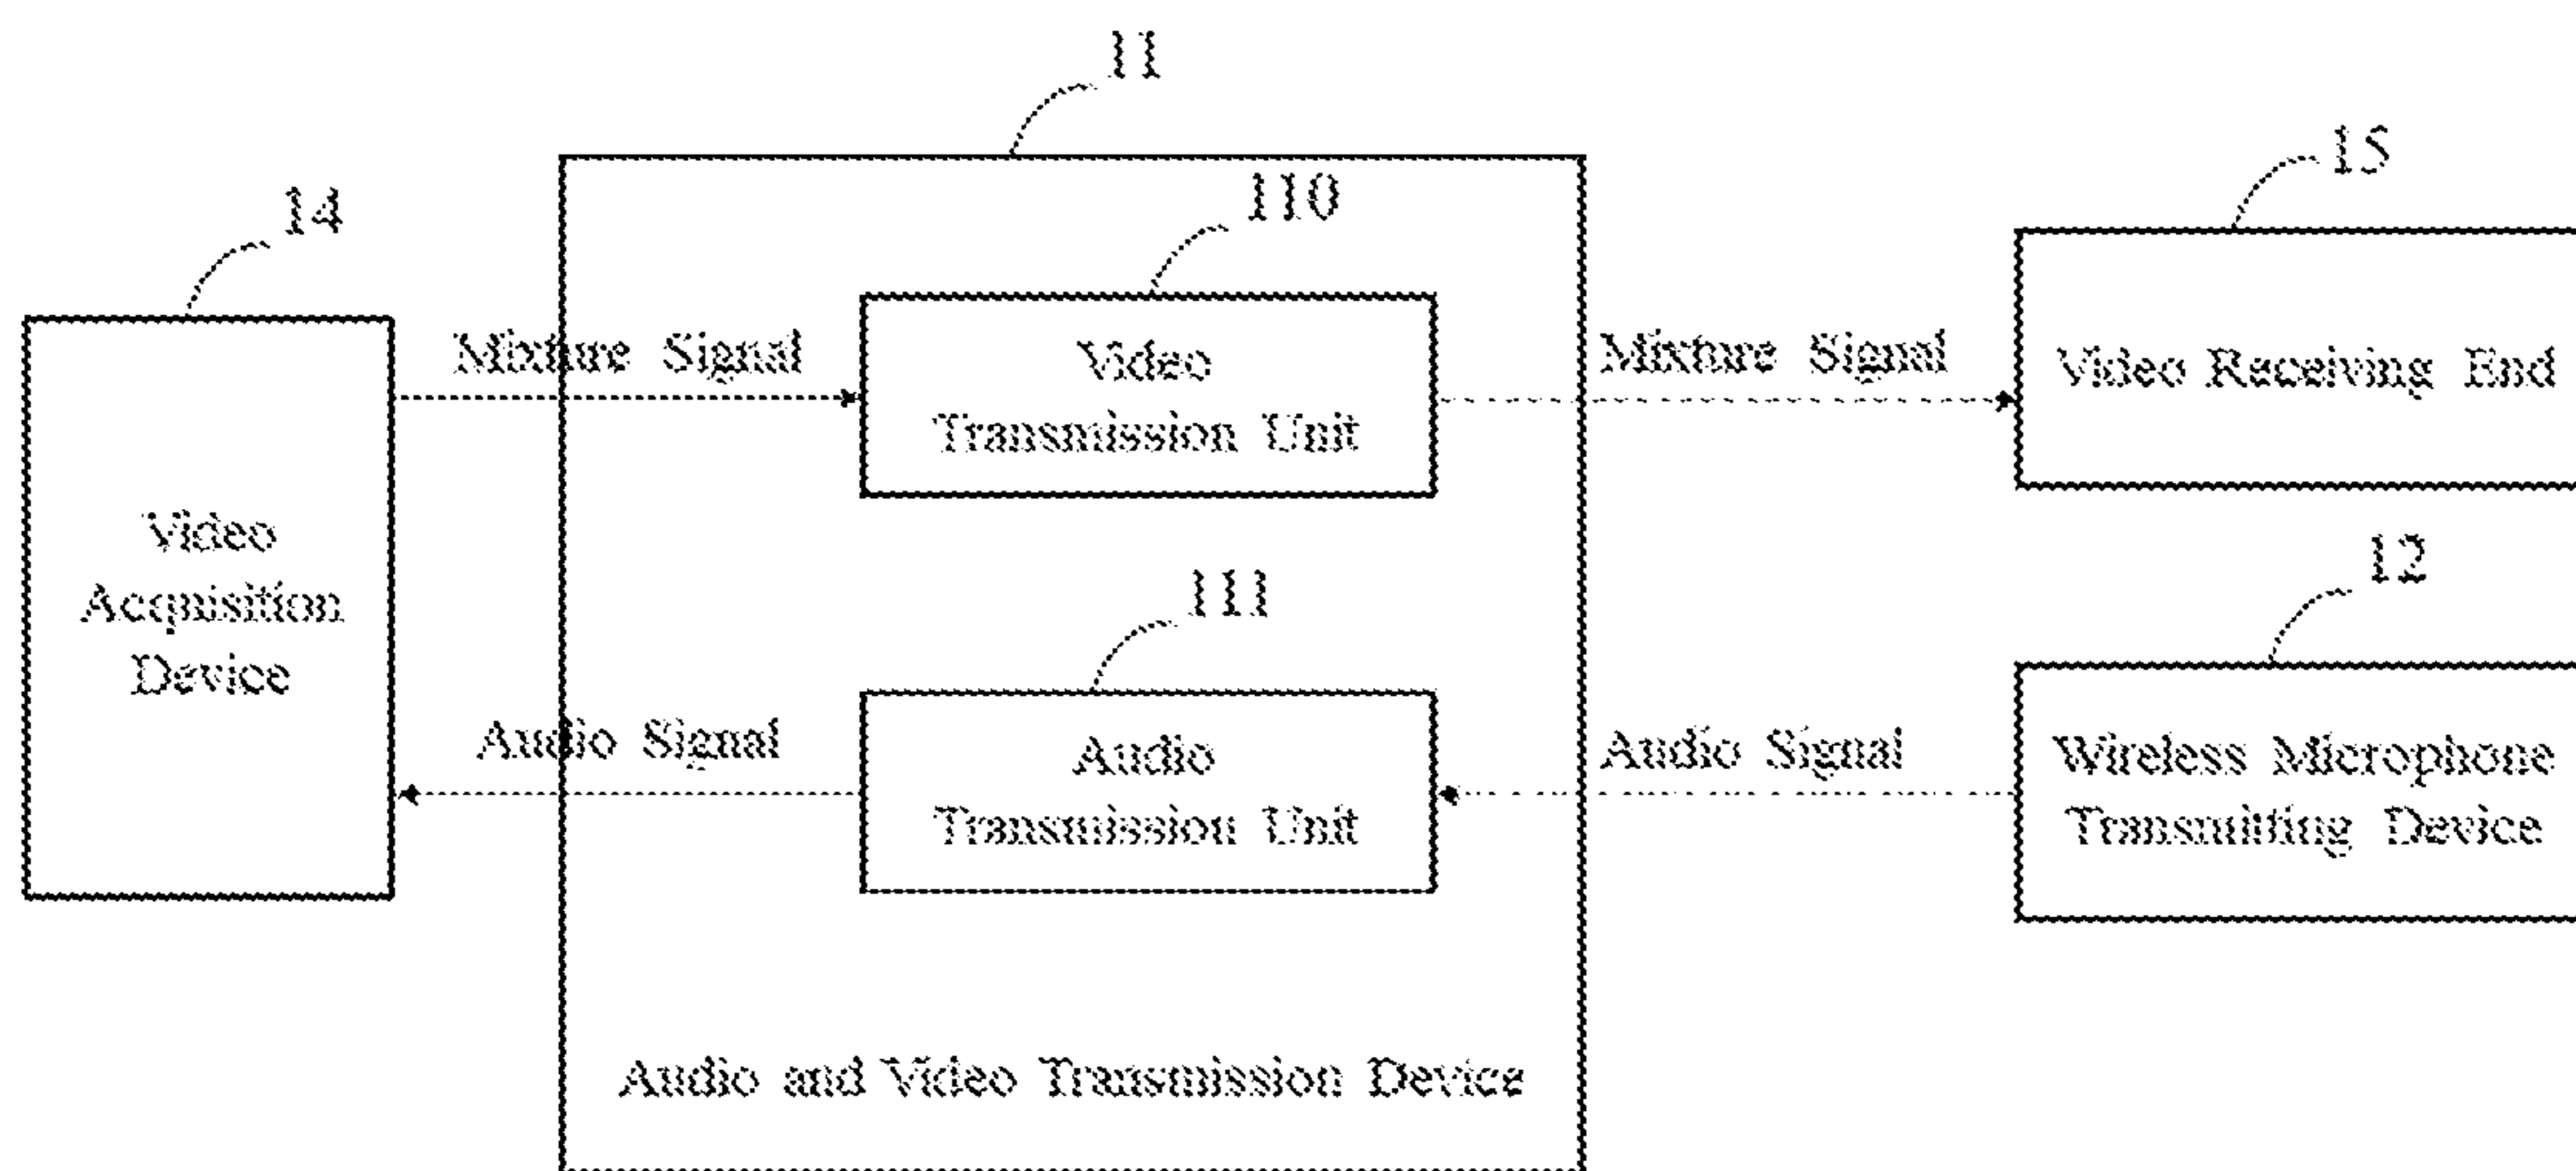 11
15
110
14
Mixture Signal
Video
Transmission Unit
Mixture Signal
Video Receiving End
Video
Acquisition
Device
12
111
Audio Signal
Audio
Transmission Unit
Audio Signal
Wireless Microphone
Transmitting Device
Audio and Video Transmission Device